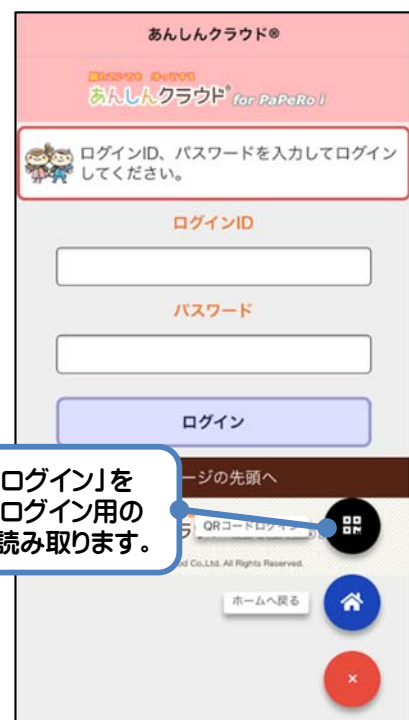 あんしんクラウド®
あんしんクラウド® for PaPeRo i
ログインID、パスワードを入力してログイン
してください。
ログインID
パスワード
ログイン
ログイン」を
ログイン用の
読み取ります。
ージの先頭へ
QRコードログイン
Co.,Ltd. All Rights Reserved.
ホームへ戻る
×